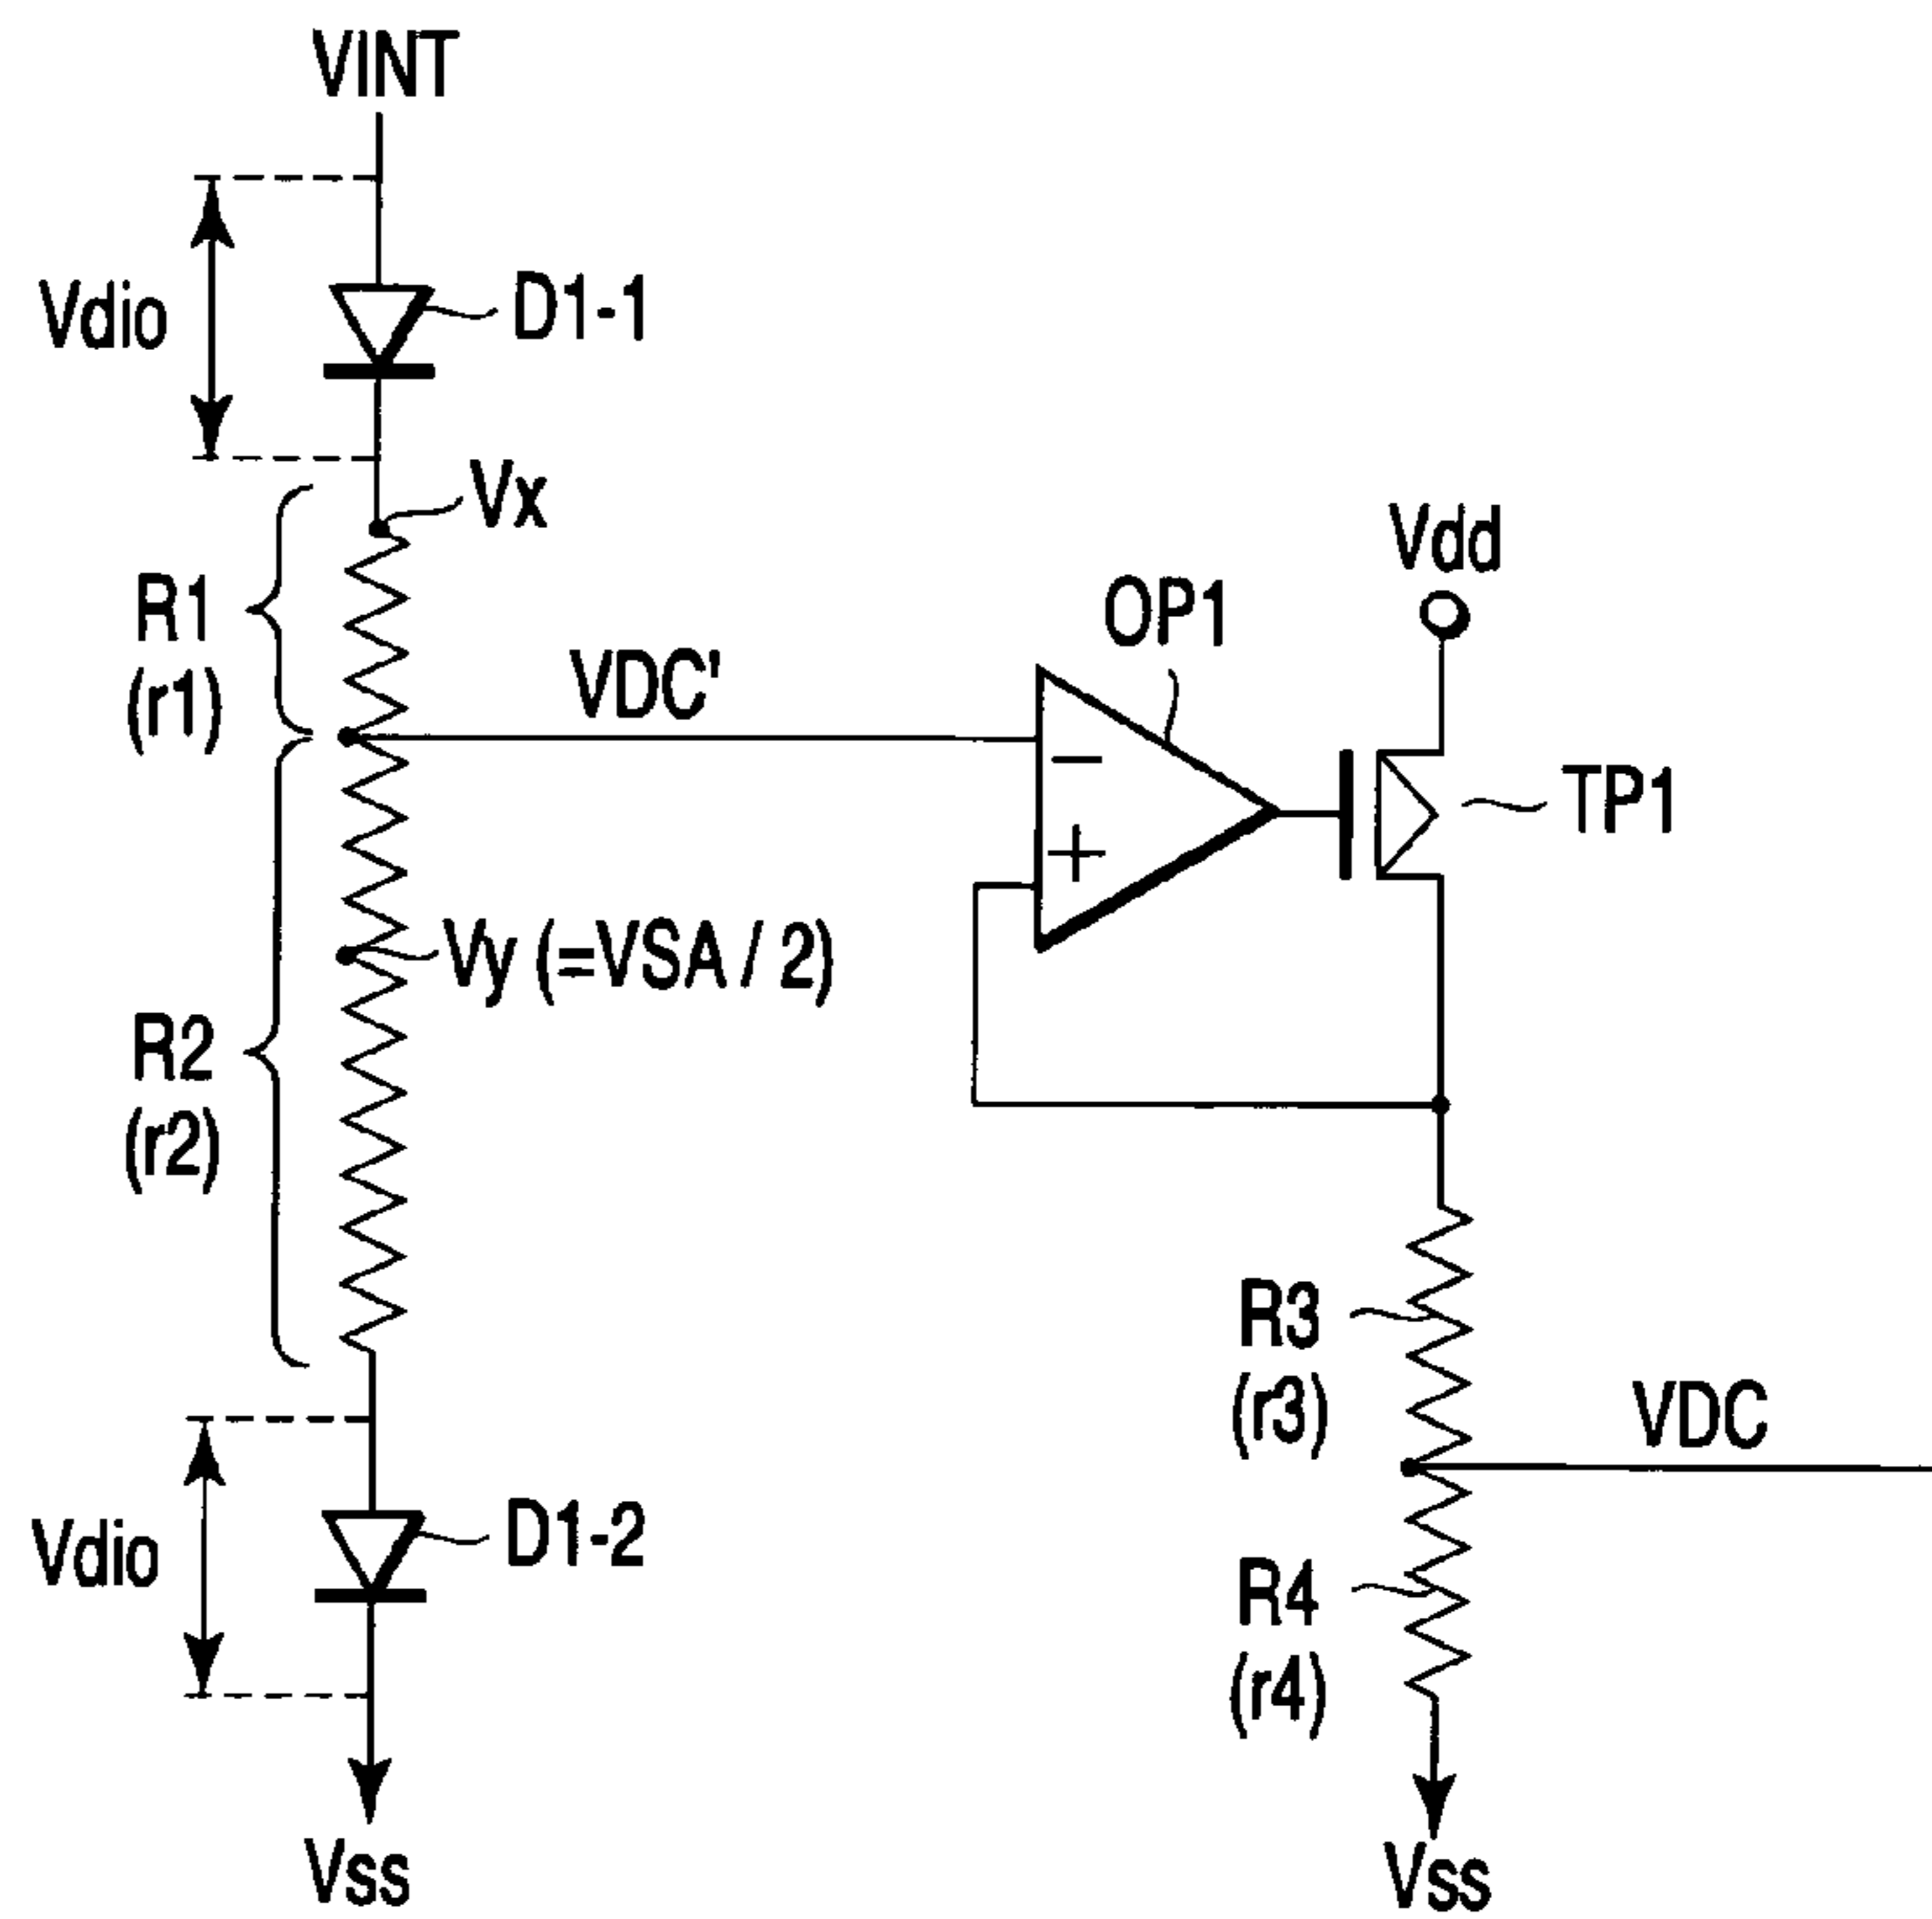 VINT
Vdio
D1-1
Vx
R1
(r1)
VDC'
OP1
Vdd
−
+
TP1
Vy (=VSA / 2)
R2
(r2)
R3
(r3)
VDC
Vdio
D1-2
R4
(r4)
Vss
Vss